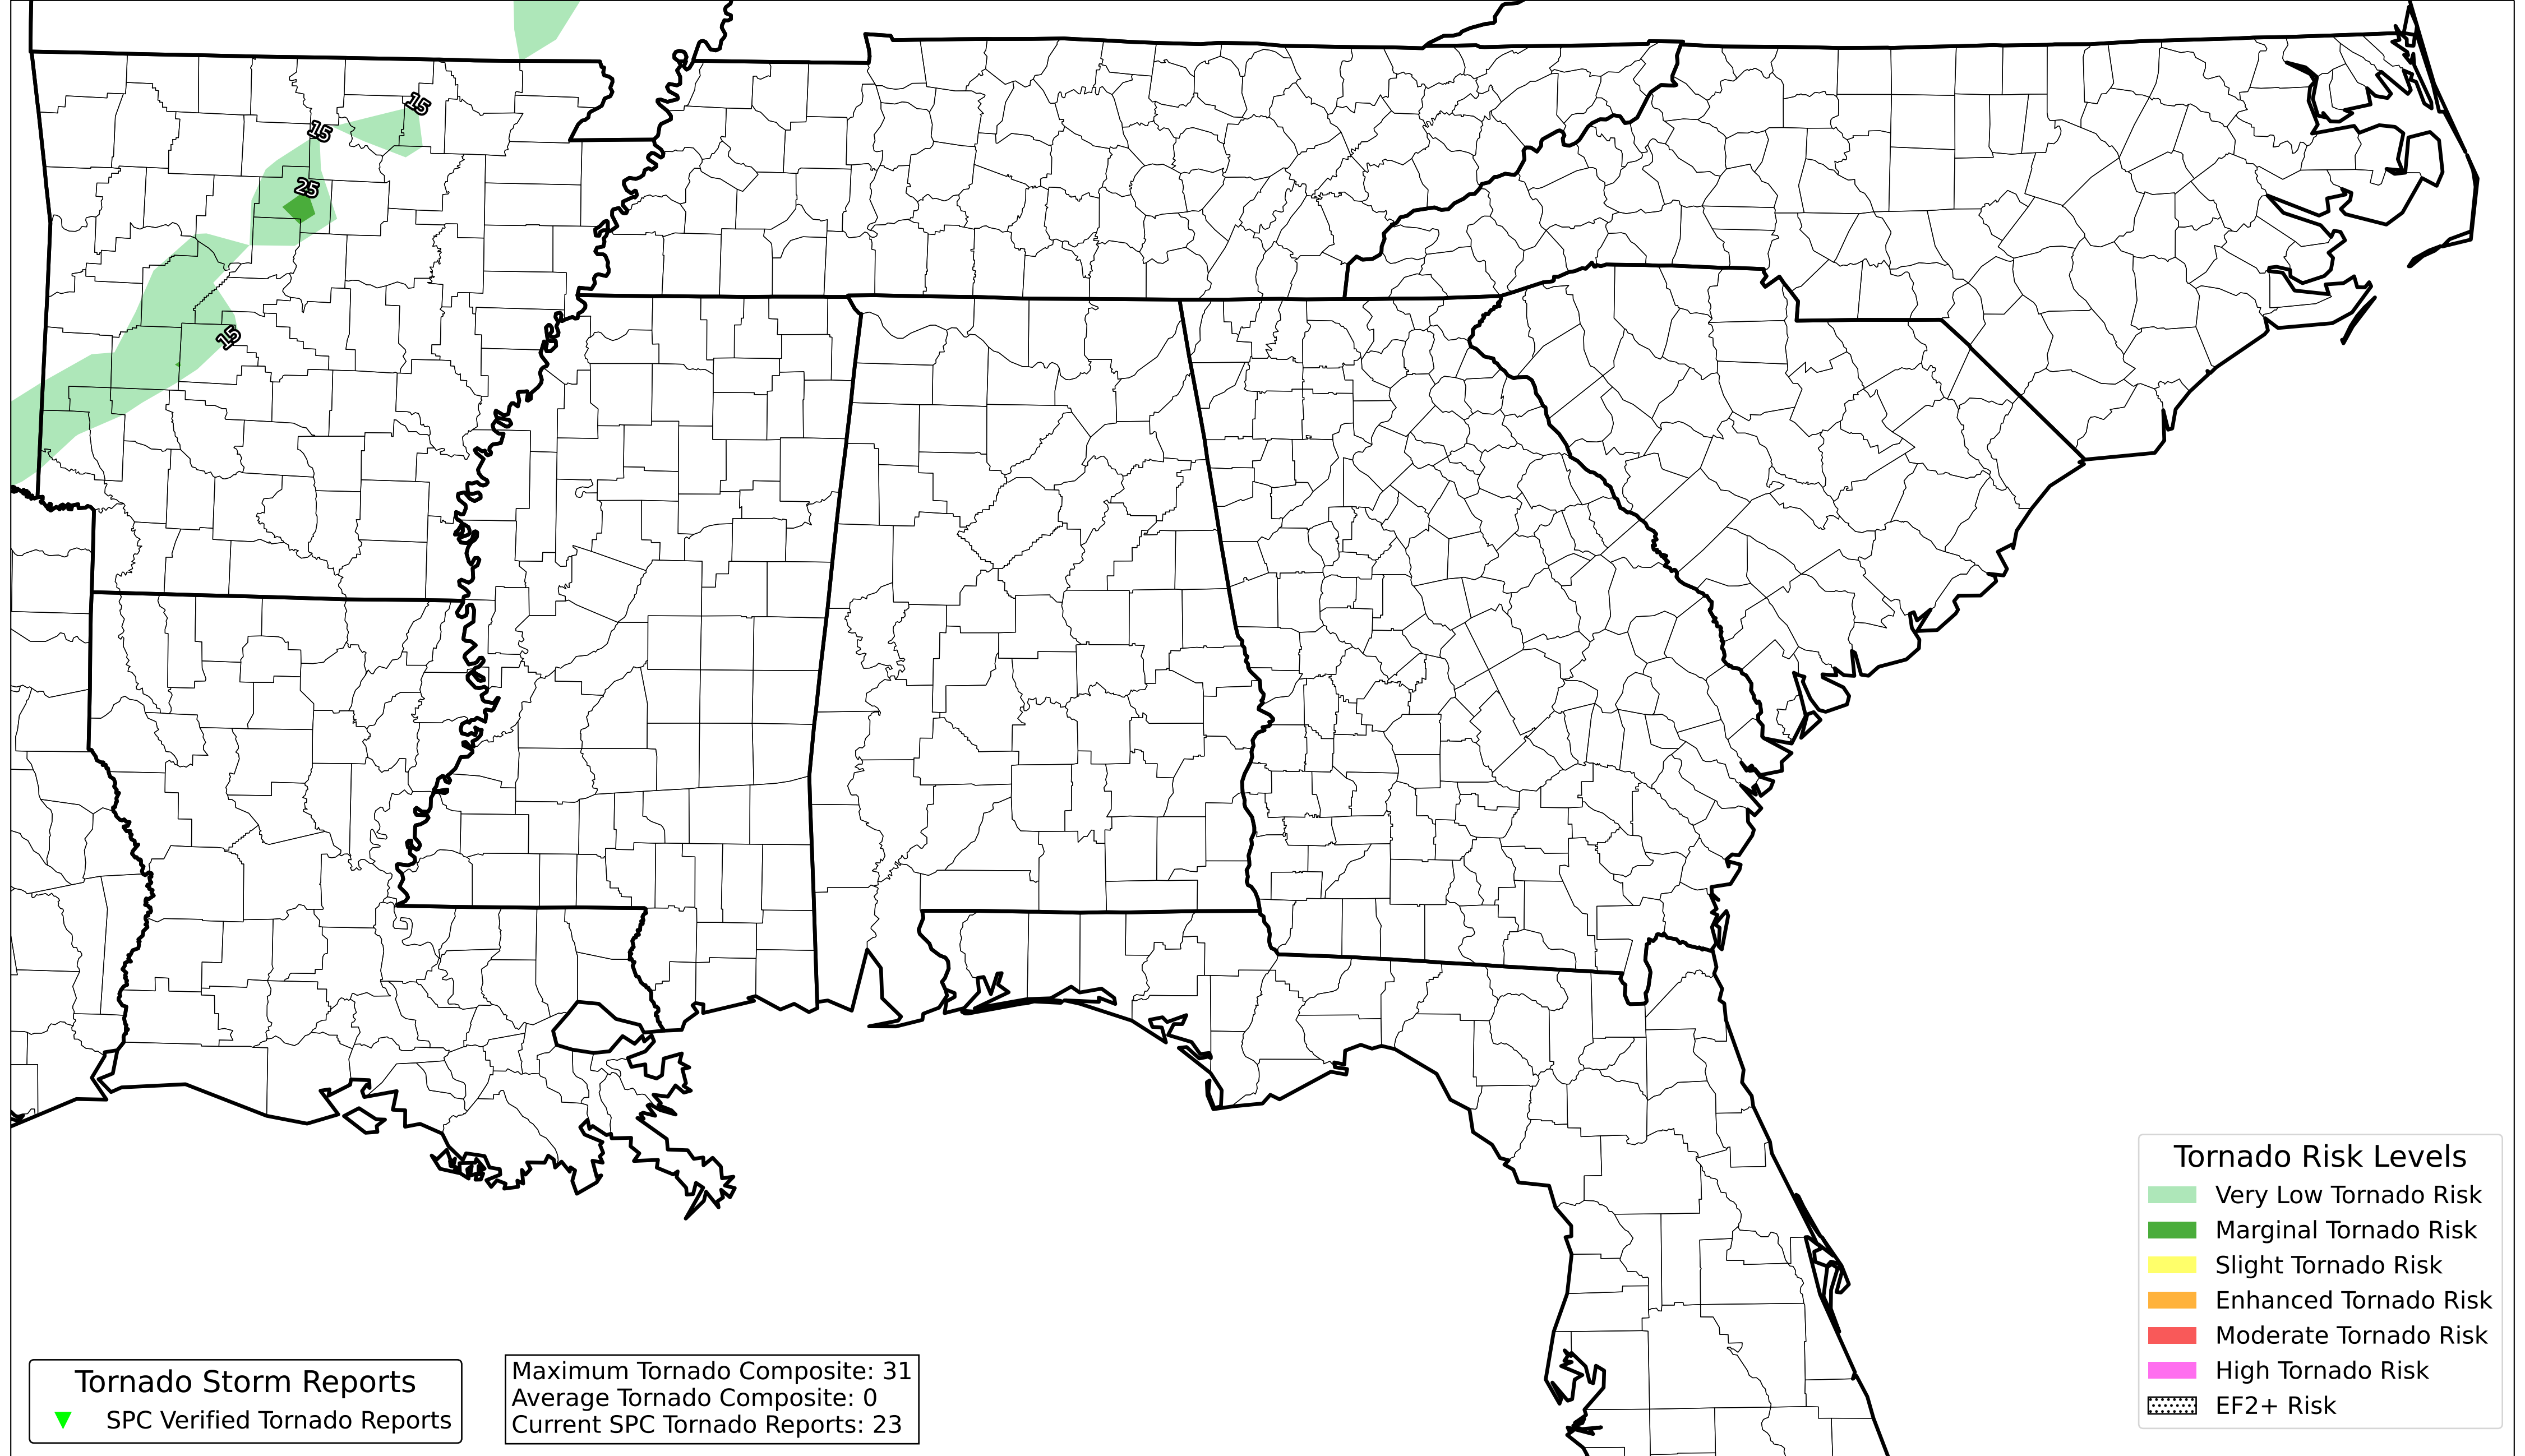 15
15
25
15
Tornado Risk Levels
Very Low Tornado Risk
Marginal Tornado Risk
Slight Tornado Risk
Enhanced Tornado Risk
Moderate Tornado Risk
High Tornado Risk
EF2+ Risk
Tornado Storm Reports
SPC Verified Tornado Reports
Maximum Tornado Composite: 31
Average Tornado Composite: 0
Current SPC Tornado Reports: 23